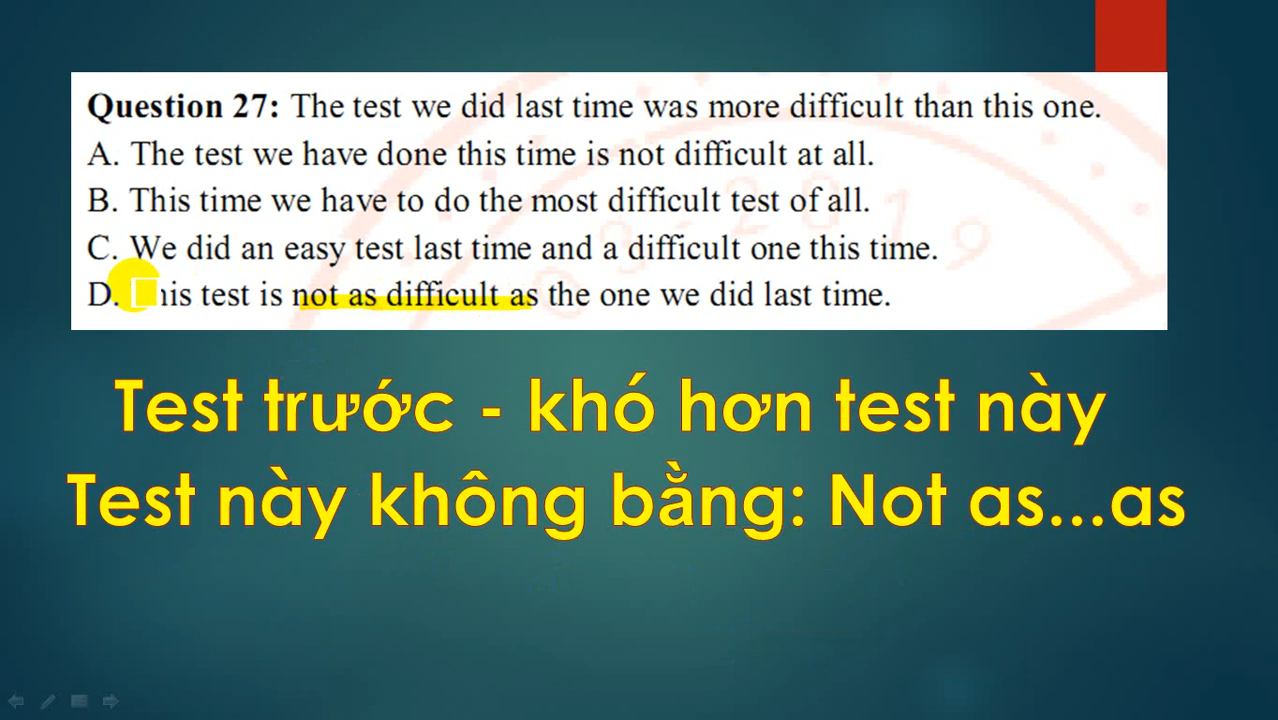 Question 27: The test we did last time was more difficult than this one.
A. The test we have done this time is not difficult at all.
B. This time we have to do the most difficult test of all.
C. We did an easy test last time and a difficult one this time.
D. his test is not as difficult as the one we did last time.
Test trước - khó hơn test này
Test này không bằng: Not as...as